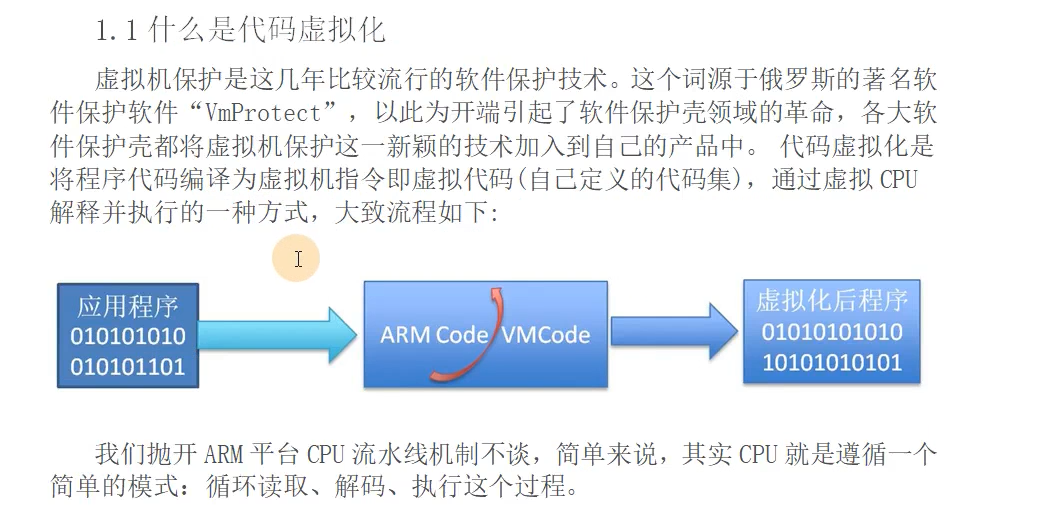 1.1 什么是代码虚拟化
虚拟机保护是这几年比较流行的软件保护技术。这个词源于俄罗斯的著名软
件保护软件“VmProtect”，以此为开端引起了软件保护壳领域的革命，各大软
件保护壳都将虚拟机保护这一新颖的技术加入到自己的产品中。 代码虚拟化是
将程序代码编译为虚拟机指令即虚拟代码(自己定义的代码集)，通过虚拟 CPU
解释并执行的一种方式，大致流程如下:
应用程序
010101010
010101101
ARM Code VMCode
虚拟化后程序
01010101010
10101010101
我们抛开 ARM 平台 CPU 流水线机制不谈，简单来说，其实 CPU 就是遵循一个
简单的模式：循环读取、解码、执行这个过程。